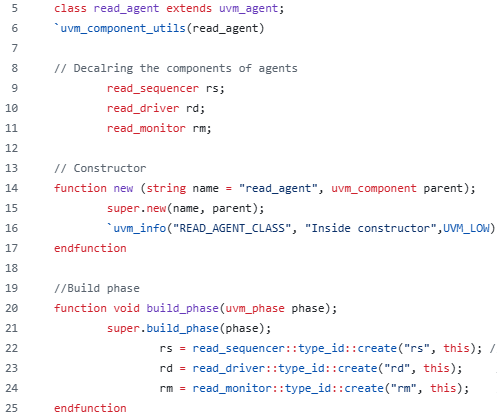 5 class read_agent extends uvm_agent;
6 `uvm_component_utils(read_agent)
7
8 // Decalring the components of agents
9 read_sequencer rs;
10 read_driver rd;
11 read_monitor rm;
12
13 // Constructor
14 function new (string name = "read_agent", uvm_component parent);
15 super.new(name, parent);
16 `uvm_info("READ_AGENT_CLASS", "Inside constructor",UVM_LOW)
17 endfunction
18
19 //Build phase
20 function void build_phase(uvm_phase phase);
21 super.build_phase(phase);
22 rs = read_sequencer::type_id::create("rs", this); /
23 rd = read_driver::type_id::create("rd", this);
24 rm = read_monitor::type_id::create("rm", this);
25 endfunction